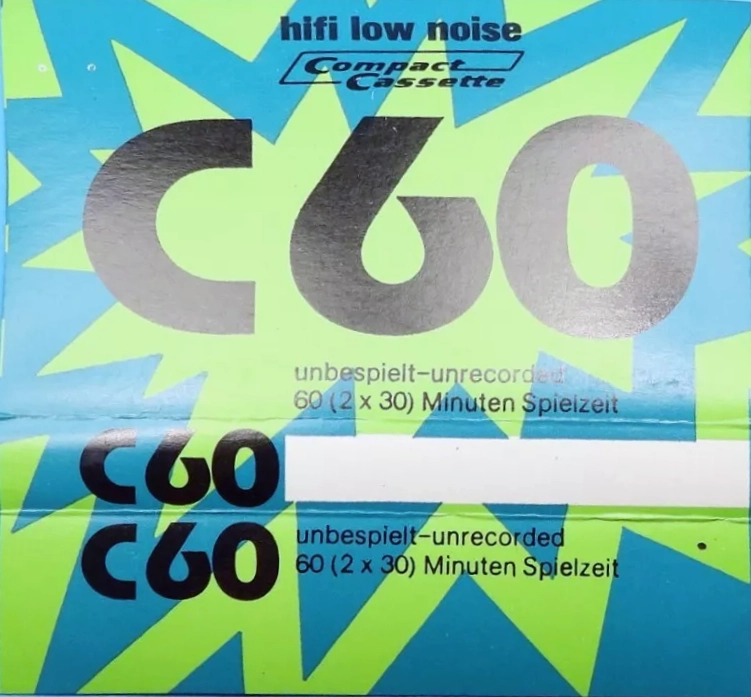 hifi low noise
Compact
Cassette
C60
unbespielt-unrecorded
60 (2 x 30) Minuten Spielzeit
C60
C60
unbespielt-unrecorded
60 (2 x 30) Minuten Spielzeit